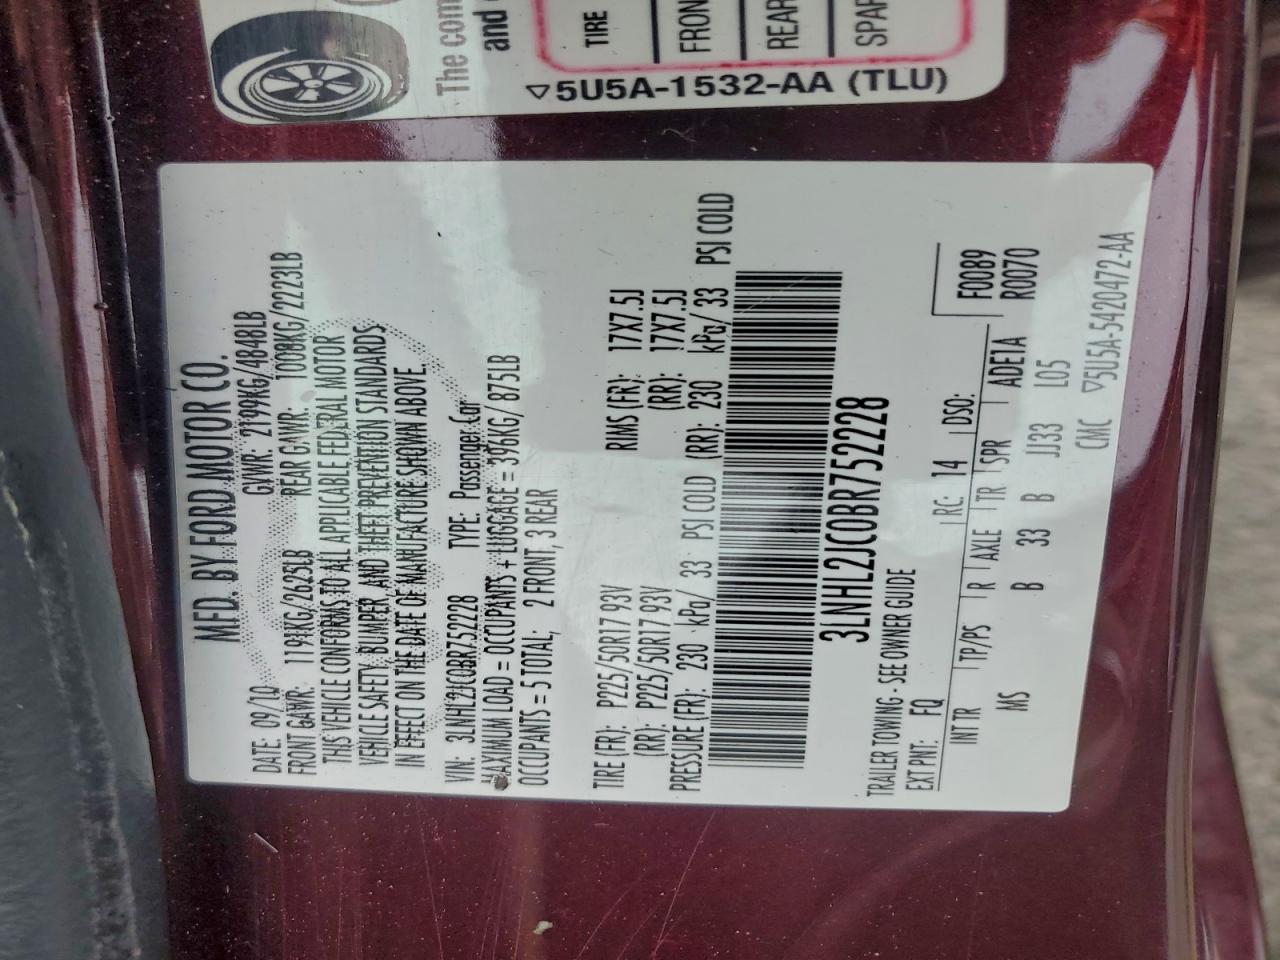 The com
and
TIRE
FRON
REAR
SPAR
5U5A-1532-AA (TLU)
MFD. BY FORD MOTOR CO.
DATE: 09/10 GVWR: 2199KG/4848LB
FRONT GAWR: 1191KG/2625LB REAR GAWR: 1008KG/2223LB
THIS VEHICLE CONFORMS TO ALL APPLICABLE FEDERAL MOTOR
VEHICLE SAFETY, BUMPER, AND THEFT PREVENTION STANDARDS
IN EFFECT ON THE DATE OF MANUFACTURE SHOWN ABOVE.
VIN: 3LNHL2JC0BR752228 TYPE: Passenger Car
MAXIMUM LOAD = OCCUPANTS + LUGGAGE = 396KG/ 875LB
OCCUPANTS = 5 TOTAL; 2 FRONT, 3 REAR
TIRE (FR): P225/50R17 93V RIMS (FR): 17X7.5J
(RR): P225/50R17 93V (RR): 17X7.5J
PRESSURE (FR): 230 kPa/ 33 PSI COLD (RR): 230 kPa/ 33 PSI COLD
3LNHL2JC0BR752228
TRAILER TOWING - SEE OWNER GUIDE F0089
EXT PNT: FQ RC: 14 DSO: R0070
INT TR TP/PS R AXLE TR SPR ADETA
MS B 33 B JJ33 L05
CMC 5U5A-5420472-AA